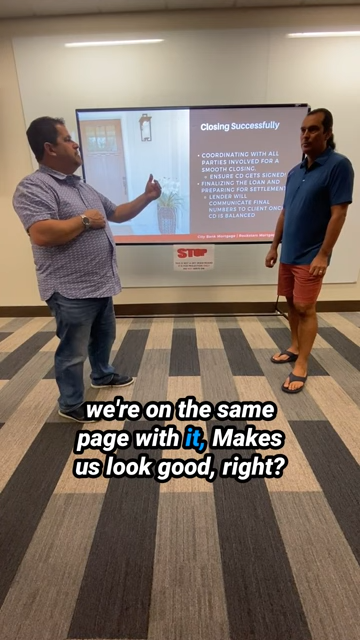 Closing Successfully
• COORDINATING WITH ALL
PARTIES INVOLVED FOR A
SMOOTH CLOSING.
• ENSURE CD GETS SIGNED!
• FINALIZING THE LOAN AND
PREPARING FOR SETTLEMENT
• LENDER WILL
COMMUNICATE FINAL
NUMBERS TO CLIENT ONCE
CD IS BALANCED
STOP
we're on the same
page with it, Makes
us look good, right?